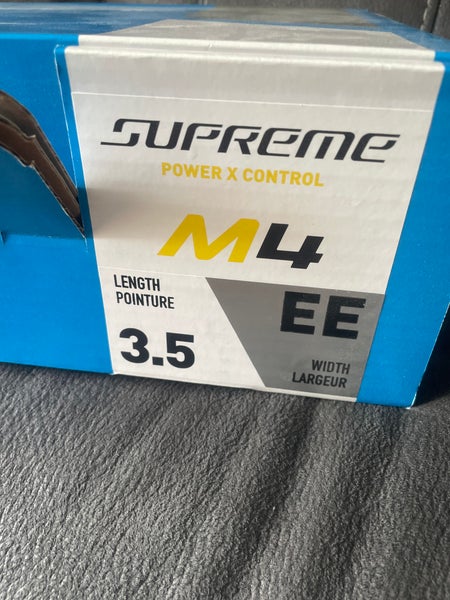 SUPREME
POWER X CONTROL
M4
LENGTH
POINTURE
3.5
EE
WIDTH
LARGEUR